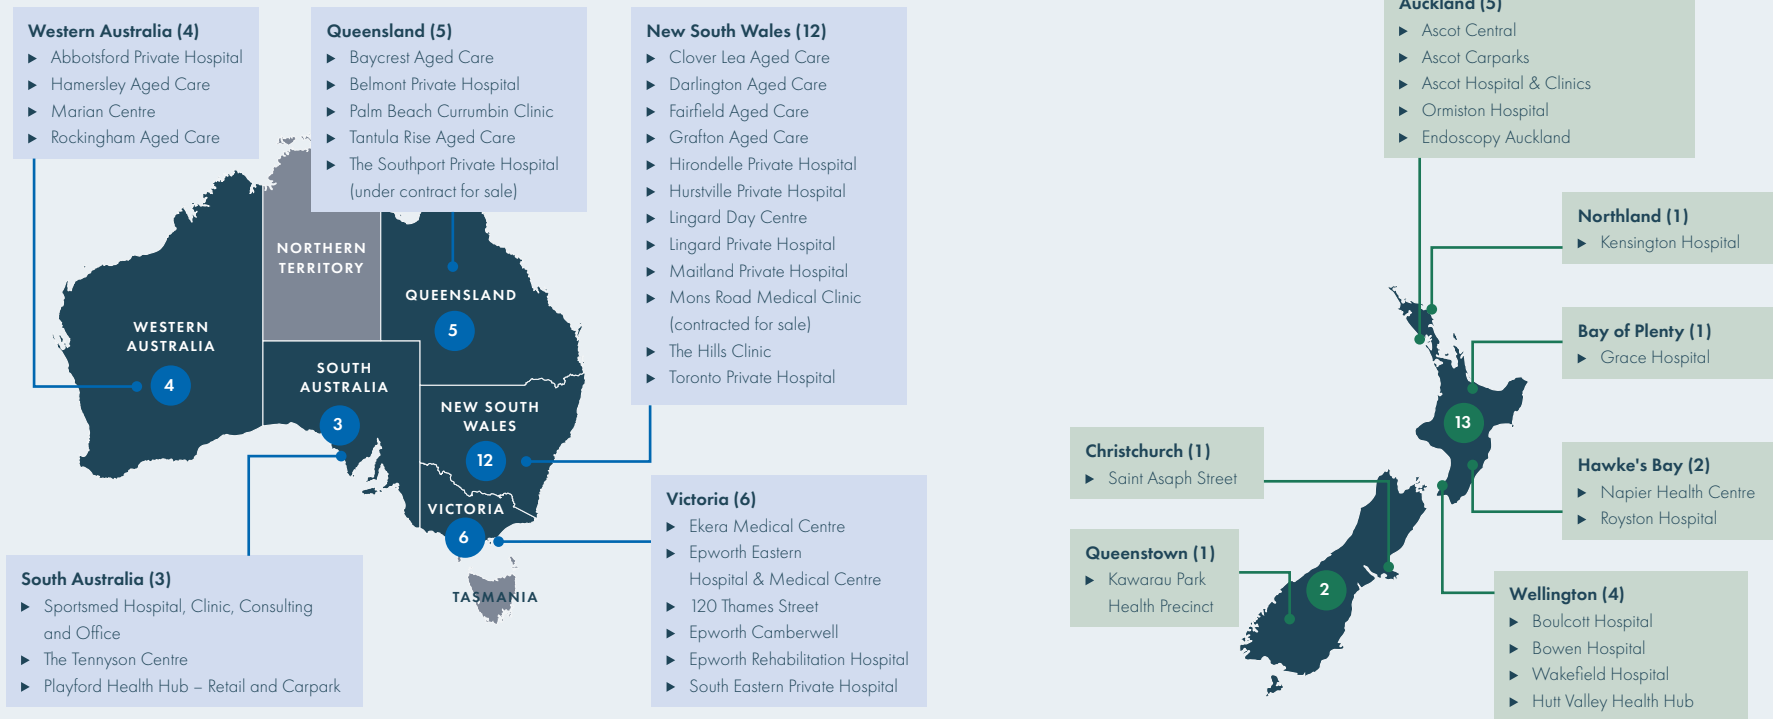 Western Australia (4)
► Abbotsford Private Hospital
► Hamersley Aged Care
► Marian Centre
► Rockingham Aged Care
Queensland (5)
► Baycrest Aged Care
► Belmont Private Hospital
► Palm Beach Currumbin Clinic
► Tantula Rise Aged Care
► The Southport Private Hospital
(under contract for sale)
New South Wales (12)
► Clover Lea Aged Care
► Darlington Aged Care
► Fairfield Aged Care
► Grafton Aged Care
► Hirondelle Private Hospital
► Hurstville Private Hospital
► Lingard Day Centre
► Lingard Private Hospital
► Maitland Private Hospital
► Mons Road Medical Clinic
(contracted for sale)
► The Hills Clinic
► Toronto Private Hospital
NORTHERN
TERRITORY
QUEENSLAND
5
WESTERN
AUSTRALIA
4
SOUTH
AUSTRALIA
3
NEW SOUTH
WALES
12
VICTORIA
6
TASMANIA
South Australia (3)
► Sportsmed Hospital, Clinic, Consulting
and Office
► The Tennyson Centre
► Playford Health Hub – Retail and Carpark
Victoria (6)
► Ekera Medical Centre
► Epworth Eastern
Hospital & Medical Centre
► 120 Thames Street
► Epworth Camberwell
► Epworth Rehabilitation Hospital
► South Eastern Private Hospital
Auckland (5)
► Ascot Central
► Ascot Carparks
► Ascot Hospital & Clinics
► Ormiston Hospital
► Endoscopy Auckland
Northland (1)
► Kensington Hospital
Bay of Plenty (1)
► Grace Hospital
13
Christchurch (1)
► Saint Asaph Street
Hawke's Bay (2)
► Napier Health Centre
► Royston Hospital
Queenstown (1)
► Kawarau Park
Health Precinct
2
Wellington (4)
► Boulcott Hospital
► Bowen Hospital
► Wakefield Hospital
► Hutt Valley Health Hub